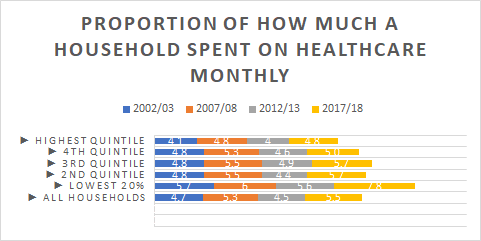 PROPORTION OF HOW MUCH A
HOUSEHOLD SPENT ON HEALTHCARE
MONTHLY
2002/03 2007/08 2012/13 2017/18
▶ HIGHEST QUINTILE 4.1 4.8 4 4.8
▶ 4TH QUINTILE 4.8 5.3 4.6 5.0
▶ 3RD QUINTILE 4.8 5.5 4.9 5.7
▶ 2ND QUINTILE 4.8 5.5 4.4 5.7
▶ LOWEST 20% 5.7 6 5.6 7.8
▶ ALL HOUSEHOLDS 4.7 5.3 4.5 5.5